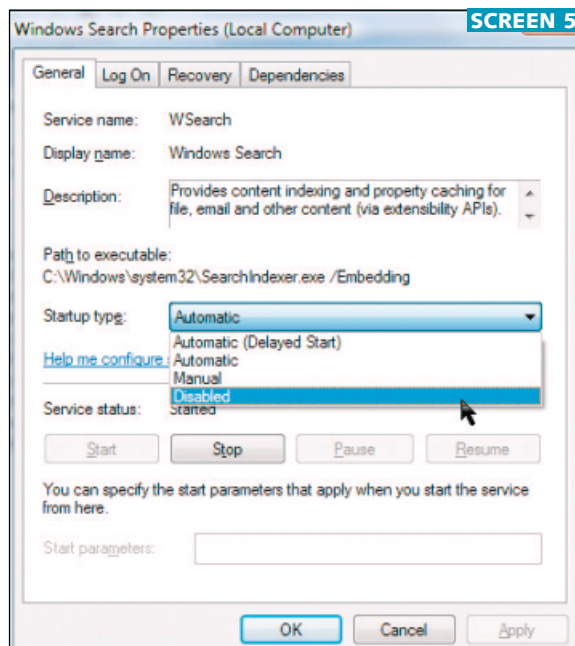 SCREEN 5
Windows Search Properties (Local Computer)
General Log On Recovery Dependencies
Service name: WSearch
Display name: Windows Search
Description: Provides content indexing and property caching for
file, email and other content (via extensibility APIs).
Path to executable:
C:\Windows\system32\SearchIndexer.exe /Embedding
Startup type: Automatic
Automatic (Delayed Start)
Help me configure Automatic
Manual
Disabled
Service status: Started
Start Stop Pause Resume
You can specify the start parameters that apply when you start the service
from here.
Start parameters:
OK Cancel Apply